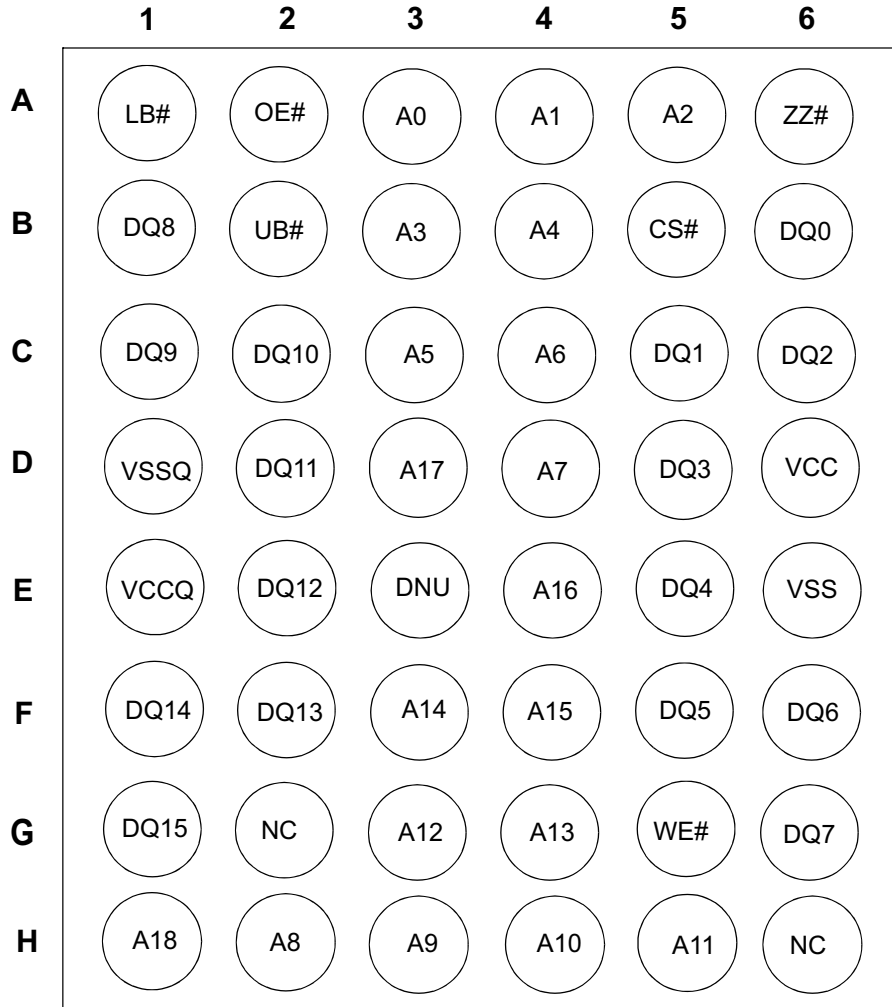 1 2 3 4 5 6
A LB# OE# A0 A1 A2 ZZ#
B DQ8 UB# A3 A4 CS# DQ0
C DQ9 DQ10 A5 A6 DQ1 DQ2
D VSSQ DQ11 A17 A7 DQ3 VCC
E VCCQ DQ12 DNU A16 DQ4 VSS
F DQ14 DQ13 A14 A15 DQ5 DQ6
G DQ15 NC A12 A13 WE# DQ7
H A18 A8 A9 A10 A11 NC